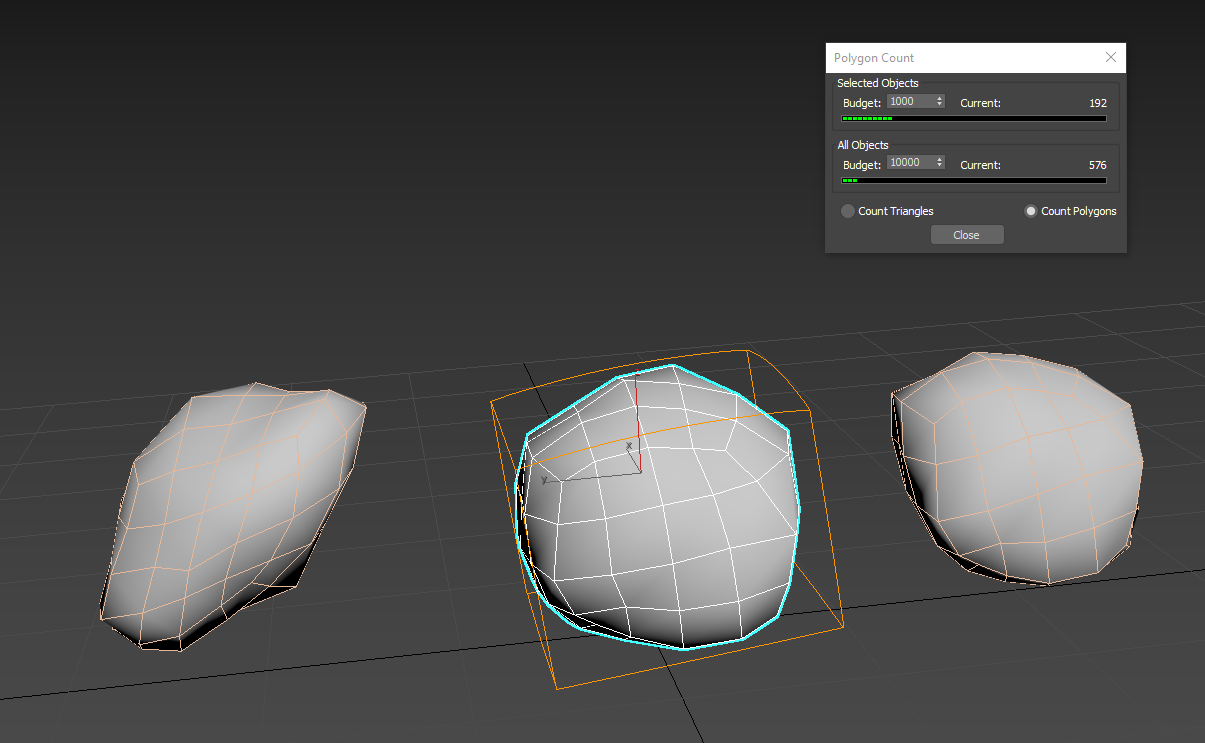 Polygon Count
Selected Objects
Budget: 1000 Current: 192
All Objects
Budget: 10000 Current: 576
Count Triangles Count Polygons
Close
x
y